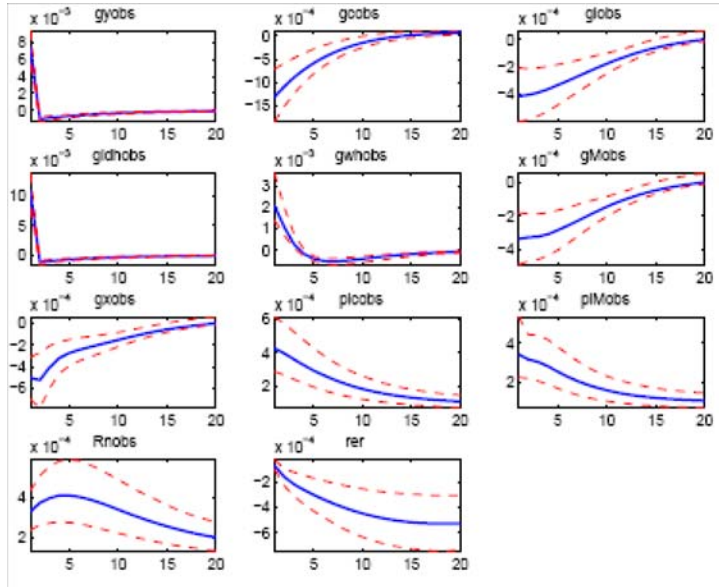 x 10⁻³ gyobs
8
6
4
2
0
5 10 15 20
x 10⁻⁴ gcobs
0
−5
−10
−15
5 10 15 20
x 10⁻⁴ giobs
0
−2
−4
5 10 15 20
x 10⁻³ gldhobs
10
5
0
5 10 15 20
x 10⁻³ gwhobs
3
2
1
0
5 10 15 20
x 10⁻⁴ gMobs
0
−2
−4
5 10 15 20
x 10⁻⁴ gxobs
0
−2
−4
−6
5 10 15 20
x 10⁻⁴ picobs
6
4
2
5 10 15 20
x 10⁻⁴ piMobs
4
2
5 10 15 20
x 10⁻⁴ Rnobs
4
2
5 10 15 20
x 10⁻⁴ rer
−2
−4
−6
5 10 15 20